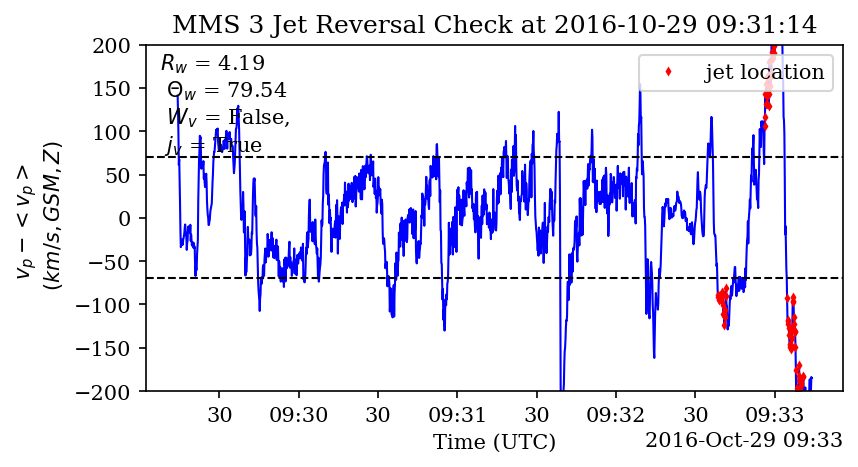 MMS 3 Jet Reversal Check at 2016-10-29 09:31:14
R_w = 4.19
Θ_w = 79.54
W_v = False,
j_v = True
jet location
v_p − < v_p >
(km/s, GSM, Z)
200
150
100
50
0
−50
−100
−150
−200
30 09:30 30 09:31 30 09:32 30 09:33
Time (UTC)
2016-Oct-29 09:33